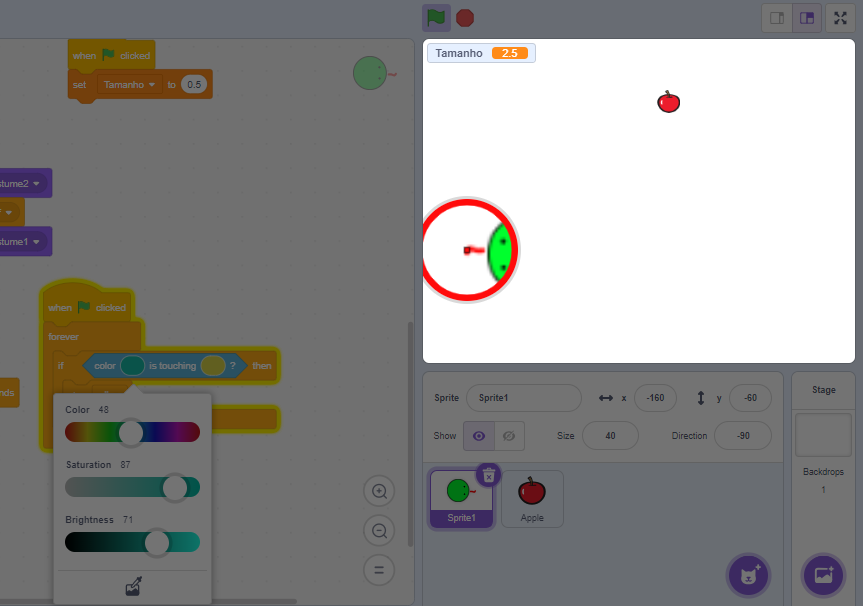 when clicked
set Tamanho to 0.5
Tamanho 2.5
stume2
stume1
when clicked
forever
if color is touching ? then
nds
Color 48
Saturation 87
Brightness 71
Sprite Sprite1 x -160 y -60
Show Size 40 Direction -90
Sprite1
Apple
Stage
Backdrops
1